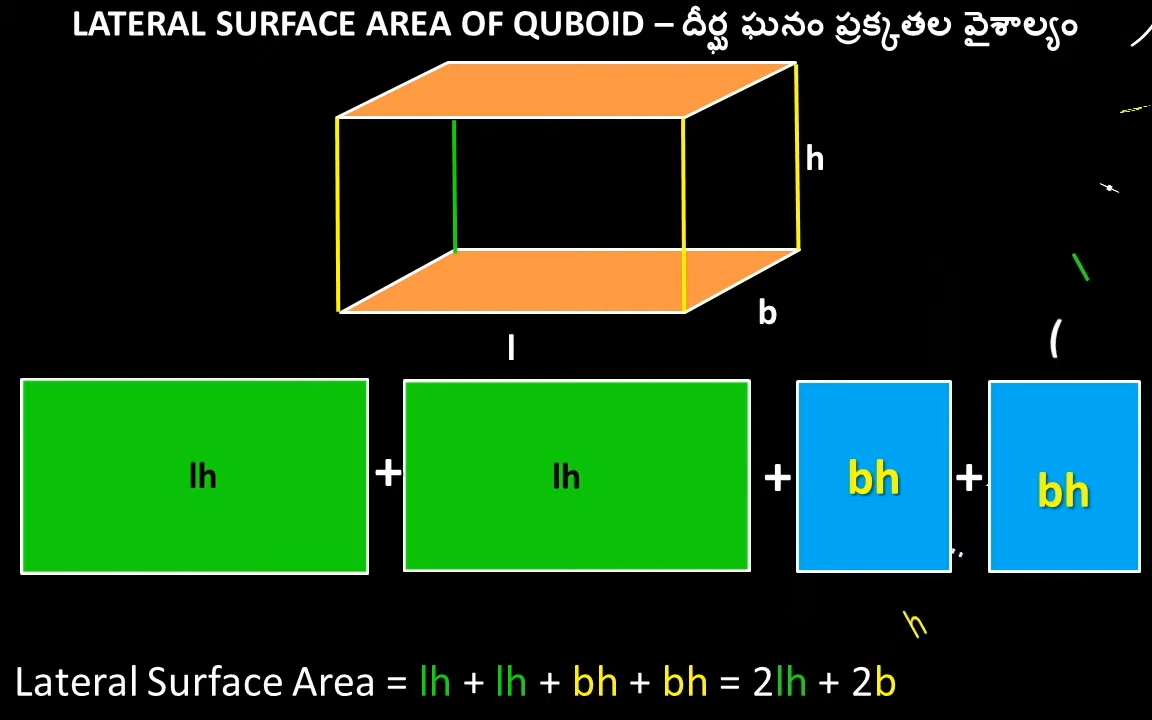 LATERAL SURFACE AREA OF QUBOID – దీర్ఘ ఘనం ప్రక్కతల వైశాల్యం
h
b
l
(
lh + lh + bh + bh
h
Lateral Surface Area = lh + lh + bh + bh = 2lh + 2b